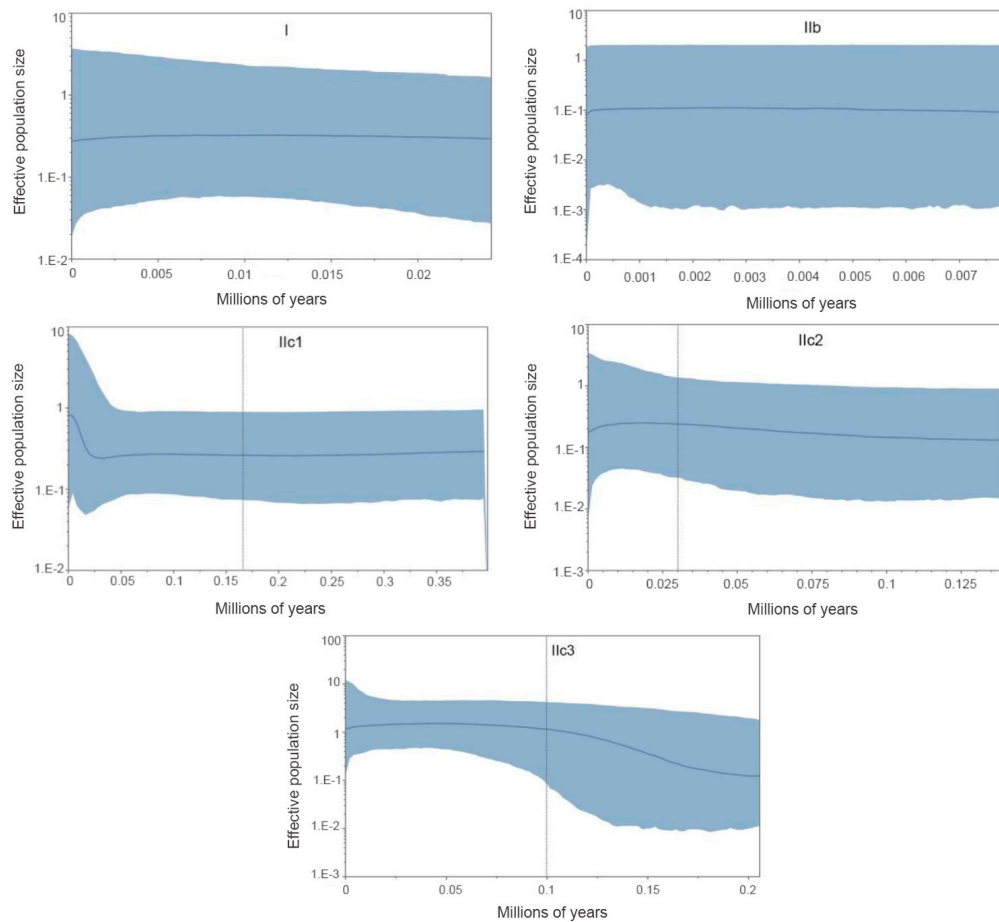 I
Effective population size
10
1
1.E-1
1.E-2
0 0.005 0.01 0.015 0.02
Millions of years
IIb
Effective population size
10
1
1.E-1
1.E-2
1.E-3
1.E-4
0 0.001 0.002 0.003 0.004 0.005 0.006 0.007
Millions of years
IIc1
Effective population size
10
1
1.E-1
1.E-2
0 0.05 0.1 0.15 0.2 0.25 0.3 0.35
Millions of years
IIc2
Effective population size
10
1
1.E-1
1.E-2
1.E-3
0 0.025 0.05 0.075 0.1 0.125
Millions of years
IIc3
Effective population size
100
10
1
1.E-1
1.E-2
1.E-3
0 0.05 0.1 0.15 0.2
Millions of years